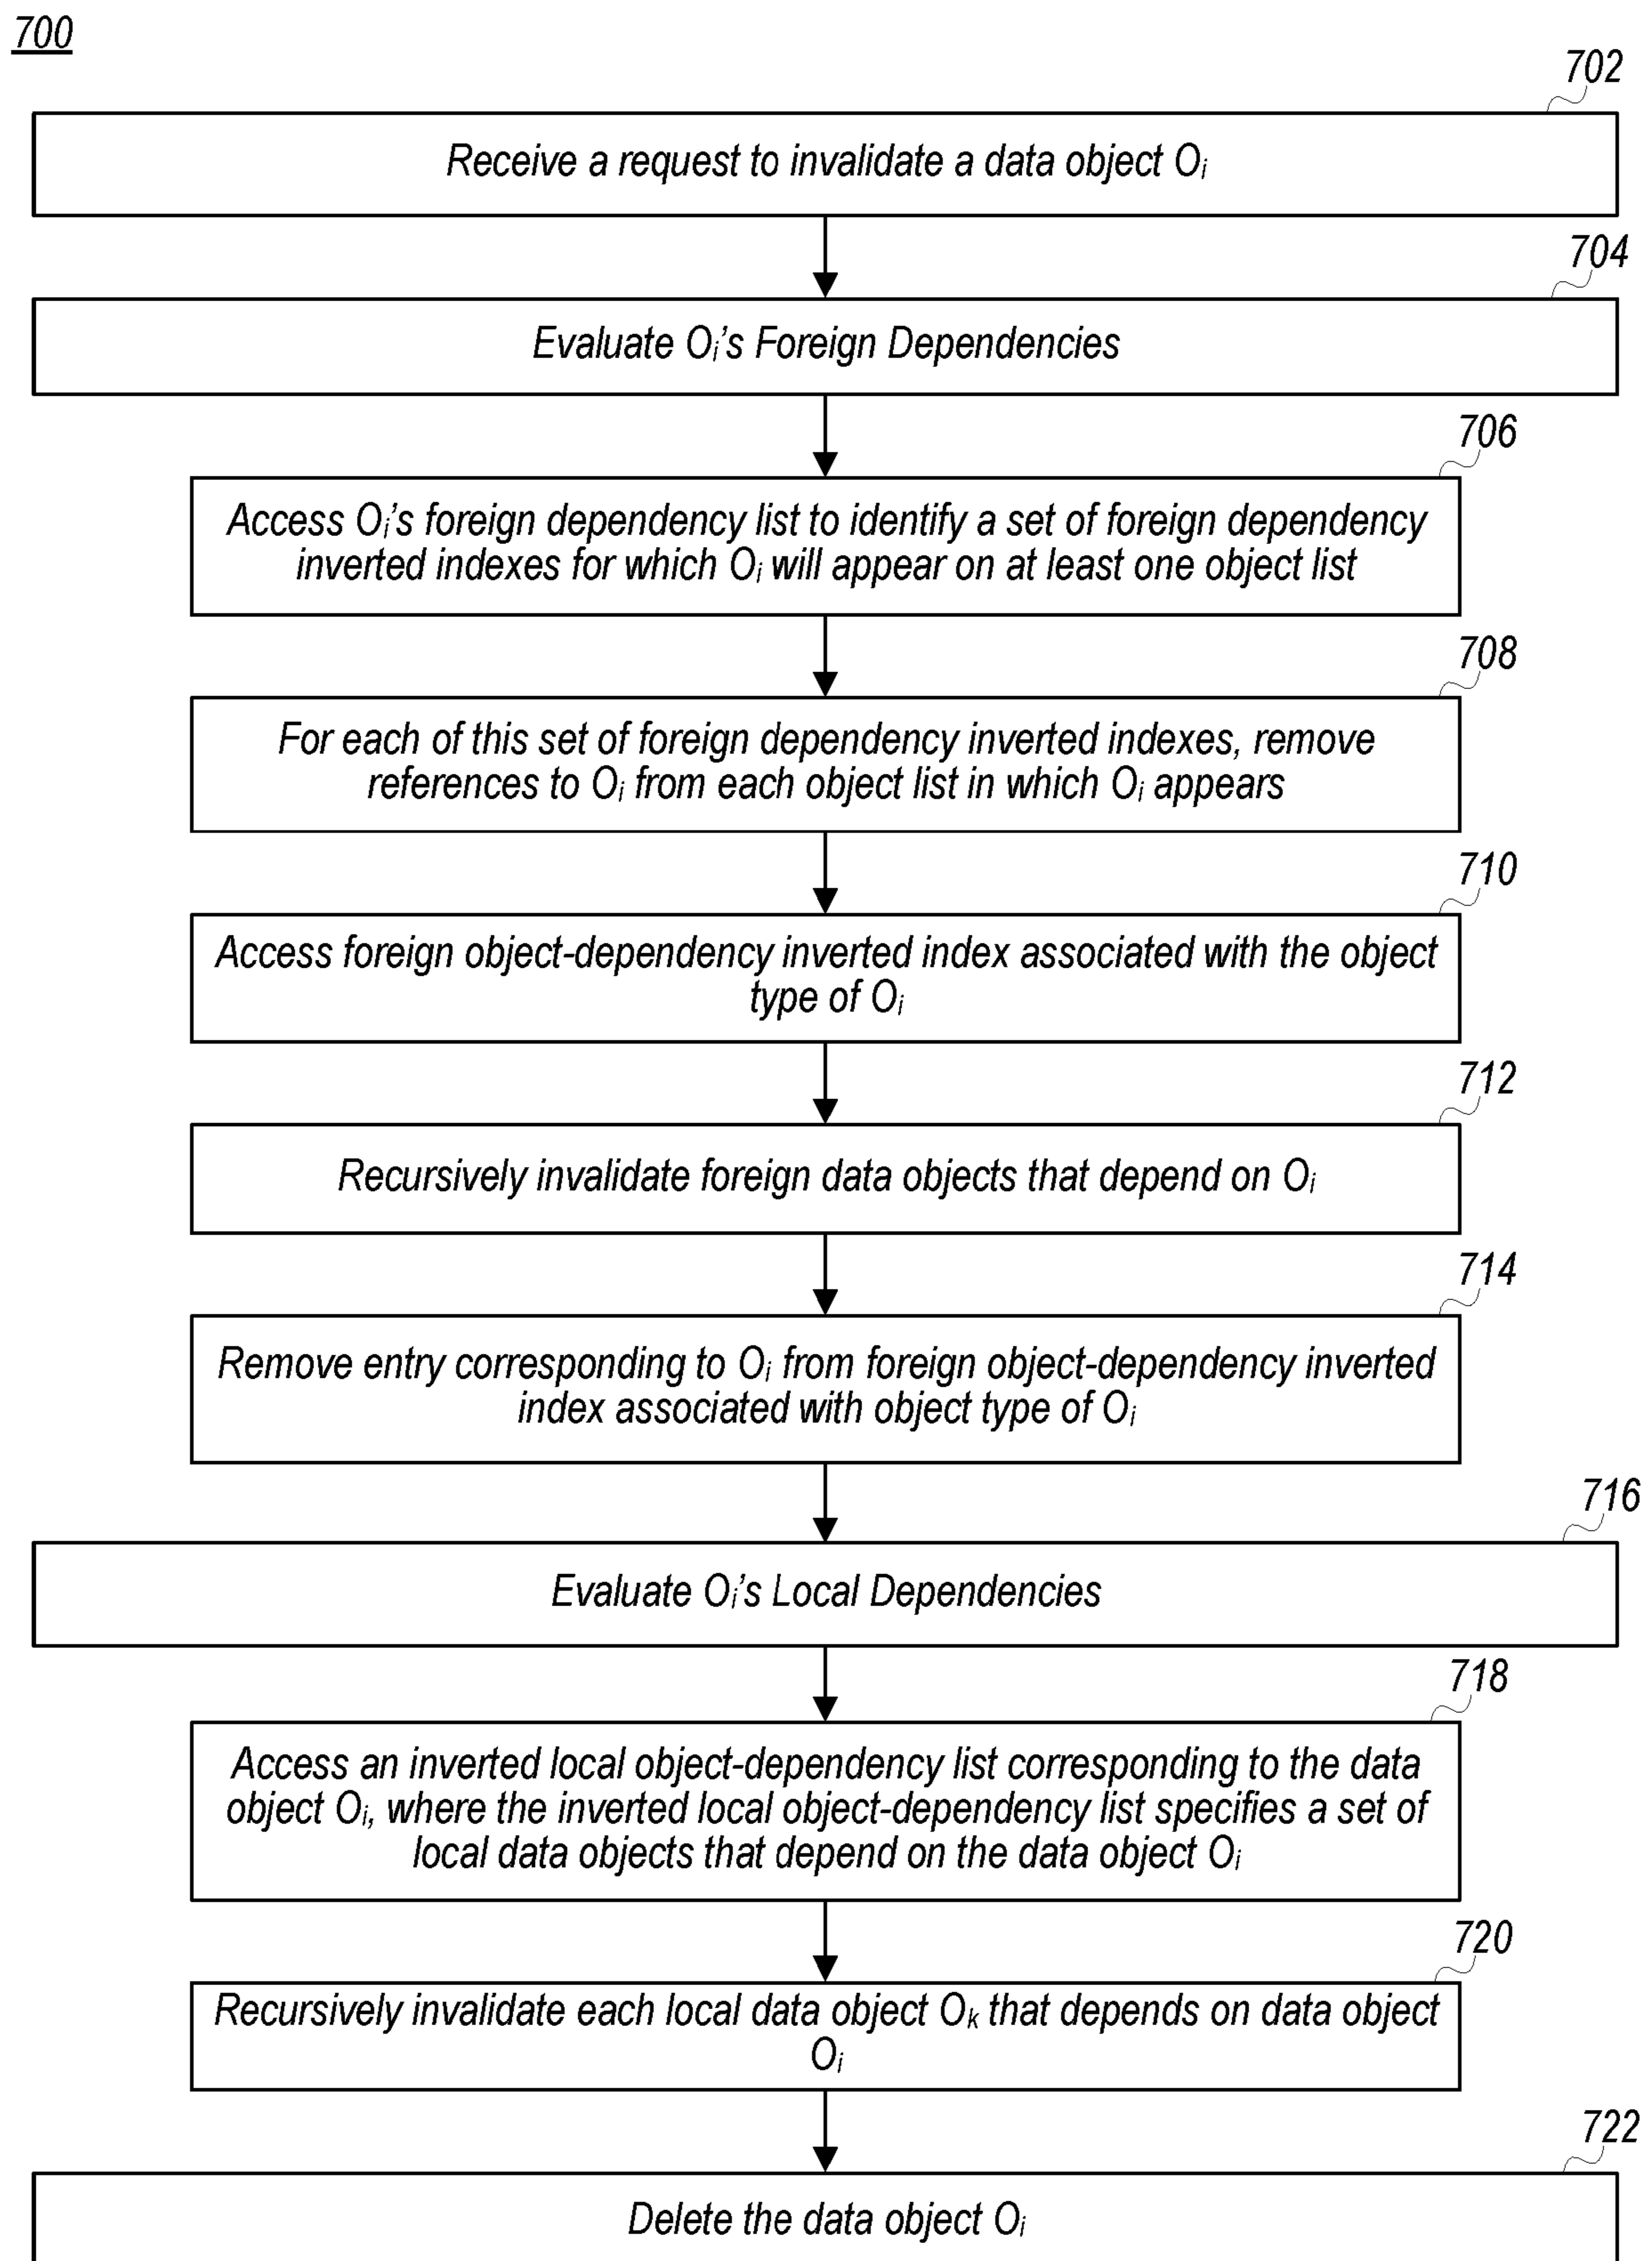 700
702
Receive a request to invalidate a data object Oi
704
Evaluate Oi's Foreign Dependencies
706
Access Oi's foreign dependency list to identify a set of foreign dependency
inverted indexes for which Oi will appear on at least one object list
708
For each of this set of foreign dependency inverted indexes, remove
references to Oi from each object list in which Oi appears
710
Access foreign object-dependency inverted index associated with the object
type of Oi
712
Recursively invalidate foreign data objects that depend on Oi
714
Remove entry corresponding to Oi from foreign object-dependency inverted
index associated with object type of Oi
716
Evaluate Oi's Local Dependencies
718
Access an inverted local object-dependency list corresponding to the data
object Oi, where the inverted local object-dependency list specifies a set of
local data objects that depend on the data object Oi
720
Recursively invalidate each local data object Ok that depends on data object
Oi
722
Delete the data object Oi